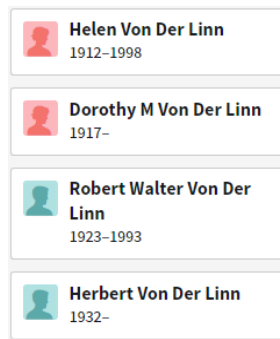 Helen Von Der Linn
1912–1998
Dorothy M Von Der Linn
1917–
Robert Walter Von Der
Linn
1923–1993
Herbert Von Der Linn
1932–